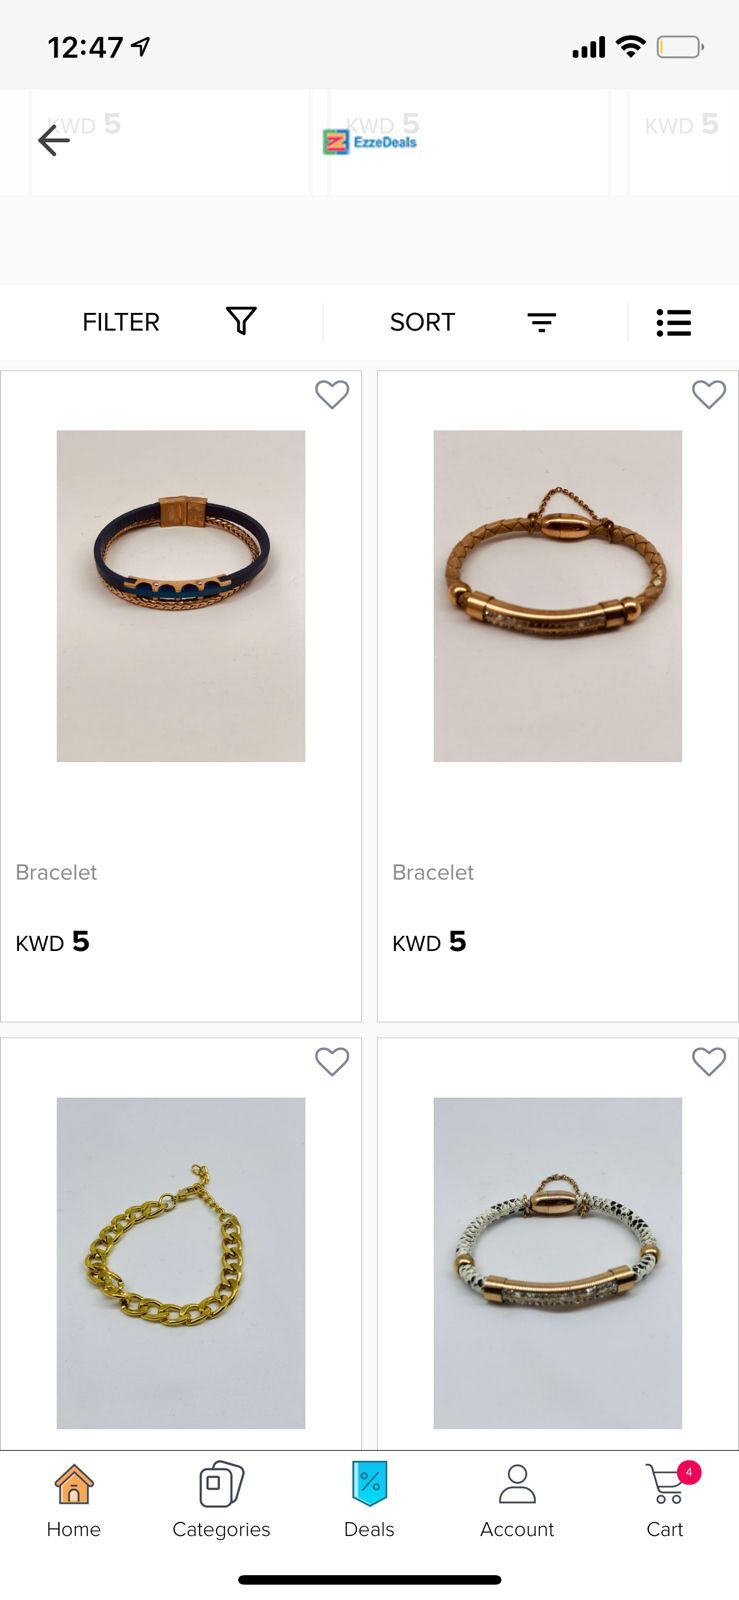 12:47
KWD 5
KWD 5
KWD 5
EzzeDeals
FILTER
SORT
Bracelet
Bracelet
KWD 5
KWD 5
%
4
Home
Categories
Deals
Account
Cart